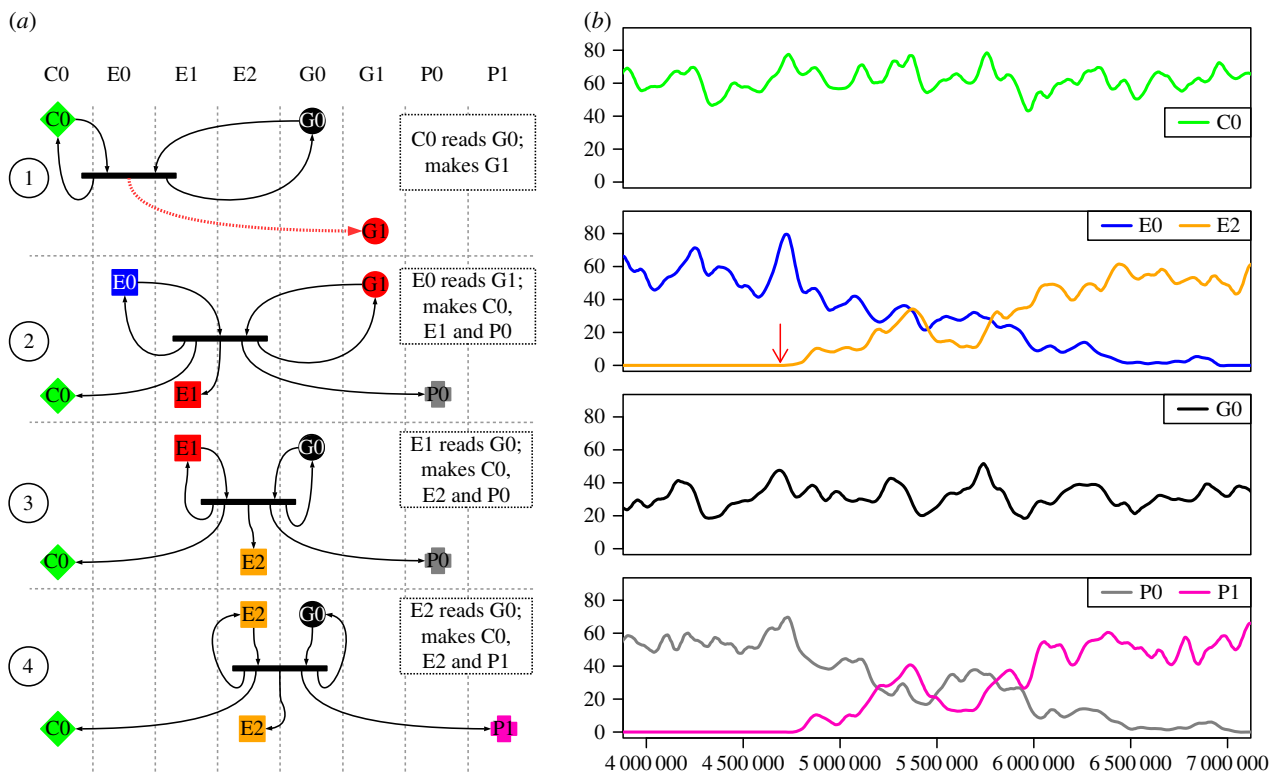 (a)
C0 E0 E1 E2 G0 G1 P0 P1
C0
G0
C0 reads G0;
makes G1
1
G1
E0
G1
E0 reads G1;
makes C0,
E1 and P0
2
C0
E1
P0
E1
G0
E1 reads G0;
makes C0,
E2 and P0
3
C0
E2
P0
E2
G0
E2 reads G0;
makes C0,
E2 and P1
4
C0
E2
P1
(b)
80
60
40
20
0
C0
80
60
40
20
0
E0 E2
80
60
40
20
0
G0
80
60
40
20
0
P0 P1
4 000 000 4 500 000 5 000 000 5 500 000 6 000 000 6 500 000 7 000 000